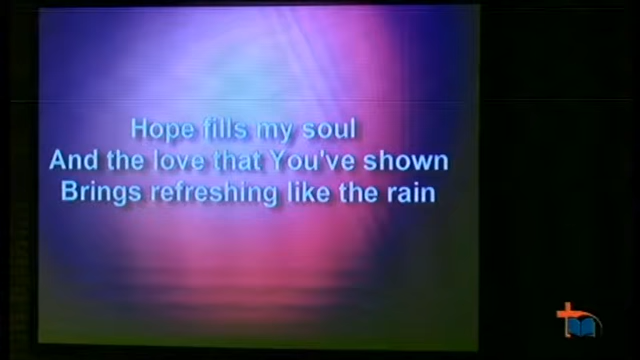 Hope fills my soul
And the love that You've shown
Brings refreshing like the rain